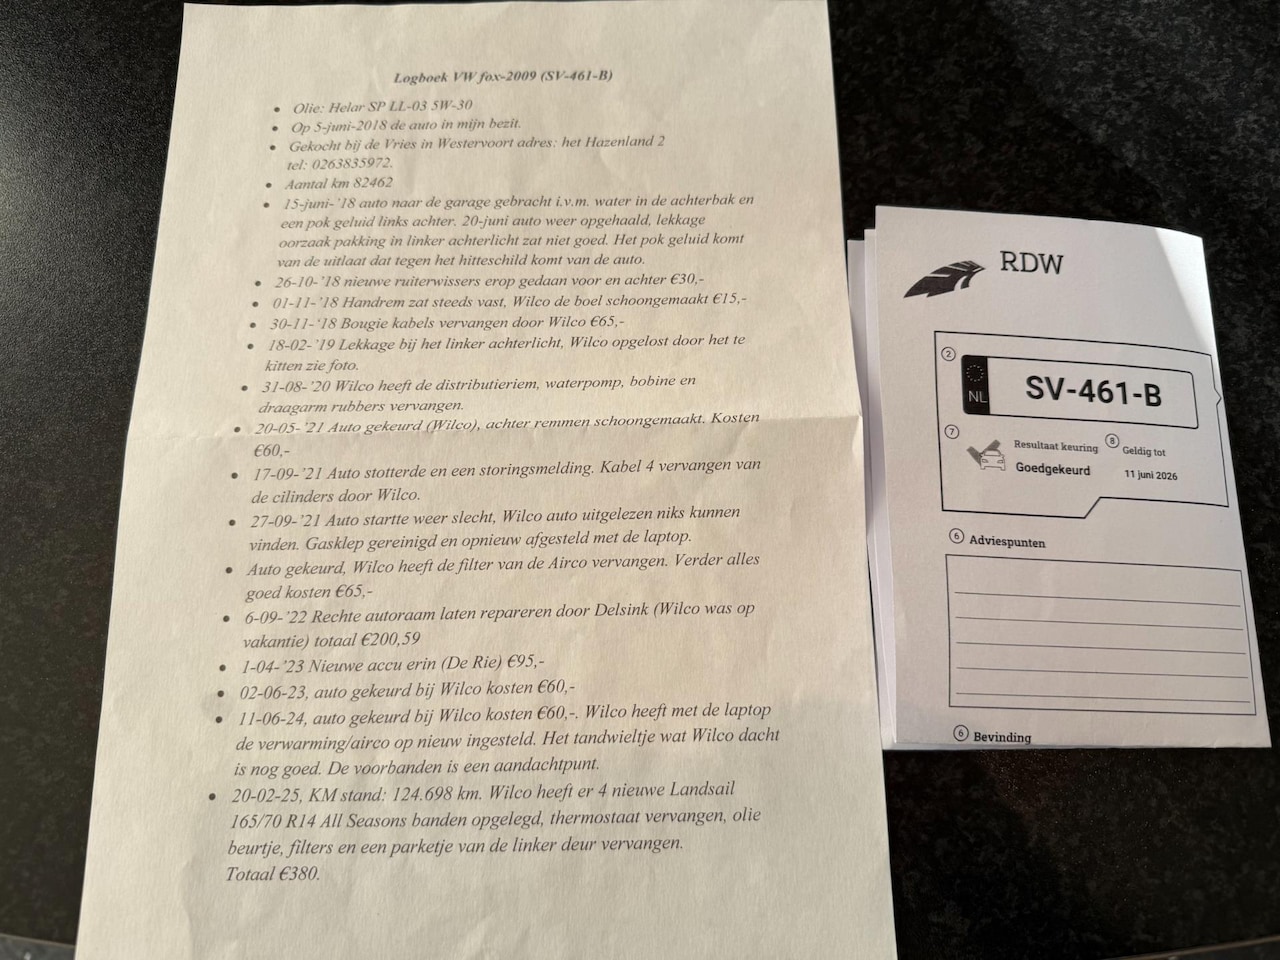 Logboek VW fox-2009 (SV-461-B)
• Olie: Helar SP LL-03 5W-30
• Op 5-juni-2018 de auto in mijn bezit.
• Gekocht bij de Vries in Westervoort adres: het Hazenland 2
tel: 0263835972.
• Aantal km 82462
• 15-juni-'18 auto naar de garage gebracht i.v.m. water in de achterbak en
een pok geluid links achter. 20-juni auto weer opgehaald, lekkage
oorzaak pakking in linker achterlicht zat niet goed. Het pok geluid komt
van de uitlaat dat tegen het hitteschild komt van de auto.
• 26-10-'18 nieuwe ruiterwissers erop gedaan voor en achter €30,-
• 01-11-'18 Handrem zat steeds vast, Wilco de boel schoongemaakt €15,-
• 30-11-'18 Bougie kabels vervangen door Wilco €65,-
• 18-02-'19 Lekkage bij het linker achterlicht, Wilco opgelost door het te
kitten zie foto.
• 31-08-'20 Wilco heeft de distributieriem, waterpomp, bobine en
draagarm rubbers vervangen.
• 20-05-'21 Auto gekeurd (Wilco), achter remmen schoongemaakt. Kosten
€60,-
• 17-09-'21 Auto stotterde en een storingsmelding. Kabel 4 vervangen van
de cilinders door Wilco.
• 27-09-'21 Auto startte weer slecht, Wilco auto uitgelezen niks kunnen
vinden. Gasklep gereinigd en opnieuw afgesteld met de laptop.
• Auto gekeurd, Wilco heeft de filter van de Airco vervangen. Verder alles
goed kosten €65,-
• 6-09-'22 Rechte autoraam laten repareren door Delsink (Wilco was op
vakantie) totaal €200,59
• 1-04-'23 Nieuwe accu erin (De Rie) €95,-
• 02-06-23, auto gekeurd bij Wilco kosten €60,-
• 11-06-24, auto gekeurd bij Wilco kosten €60,-. Wilco heeft met de laptop
de verwarming/airco op nieuw ingesteld. Het tandwieltje wat Wilco dacht
is nog goed. De voorbanden is een aandachtpunt.
• 20-02-25, KM stand: 124.698 km. Wilco heeft er 4 nieuwe Landsail
165/70 R14 All Seasons banden opgelegd, thermostaat vervangen, olie
beurtje, filters en een parketje van de linker deur vervangen.
Totaal €380.
RDW
2
NL SV-461-B
7 Resultaat keuring 8 Geldig tot
Goedgekeurd 11 juni 2026
6 Adviespunten
6 Bevinding